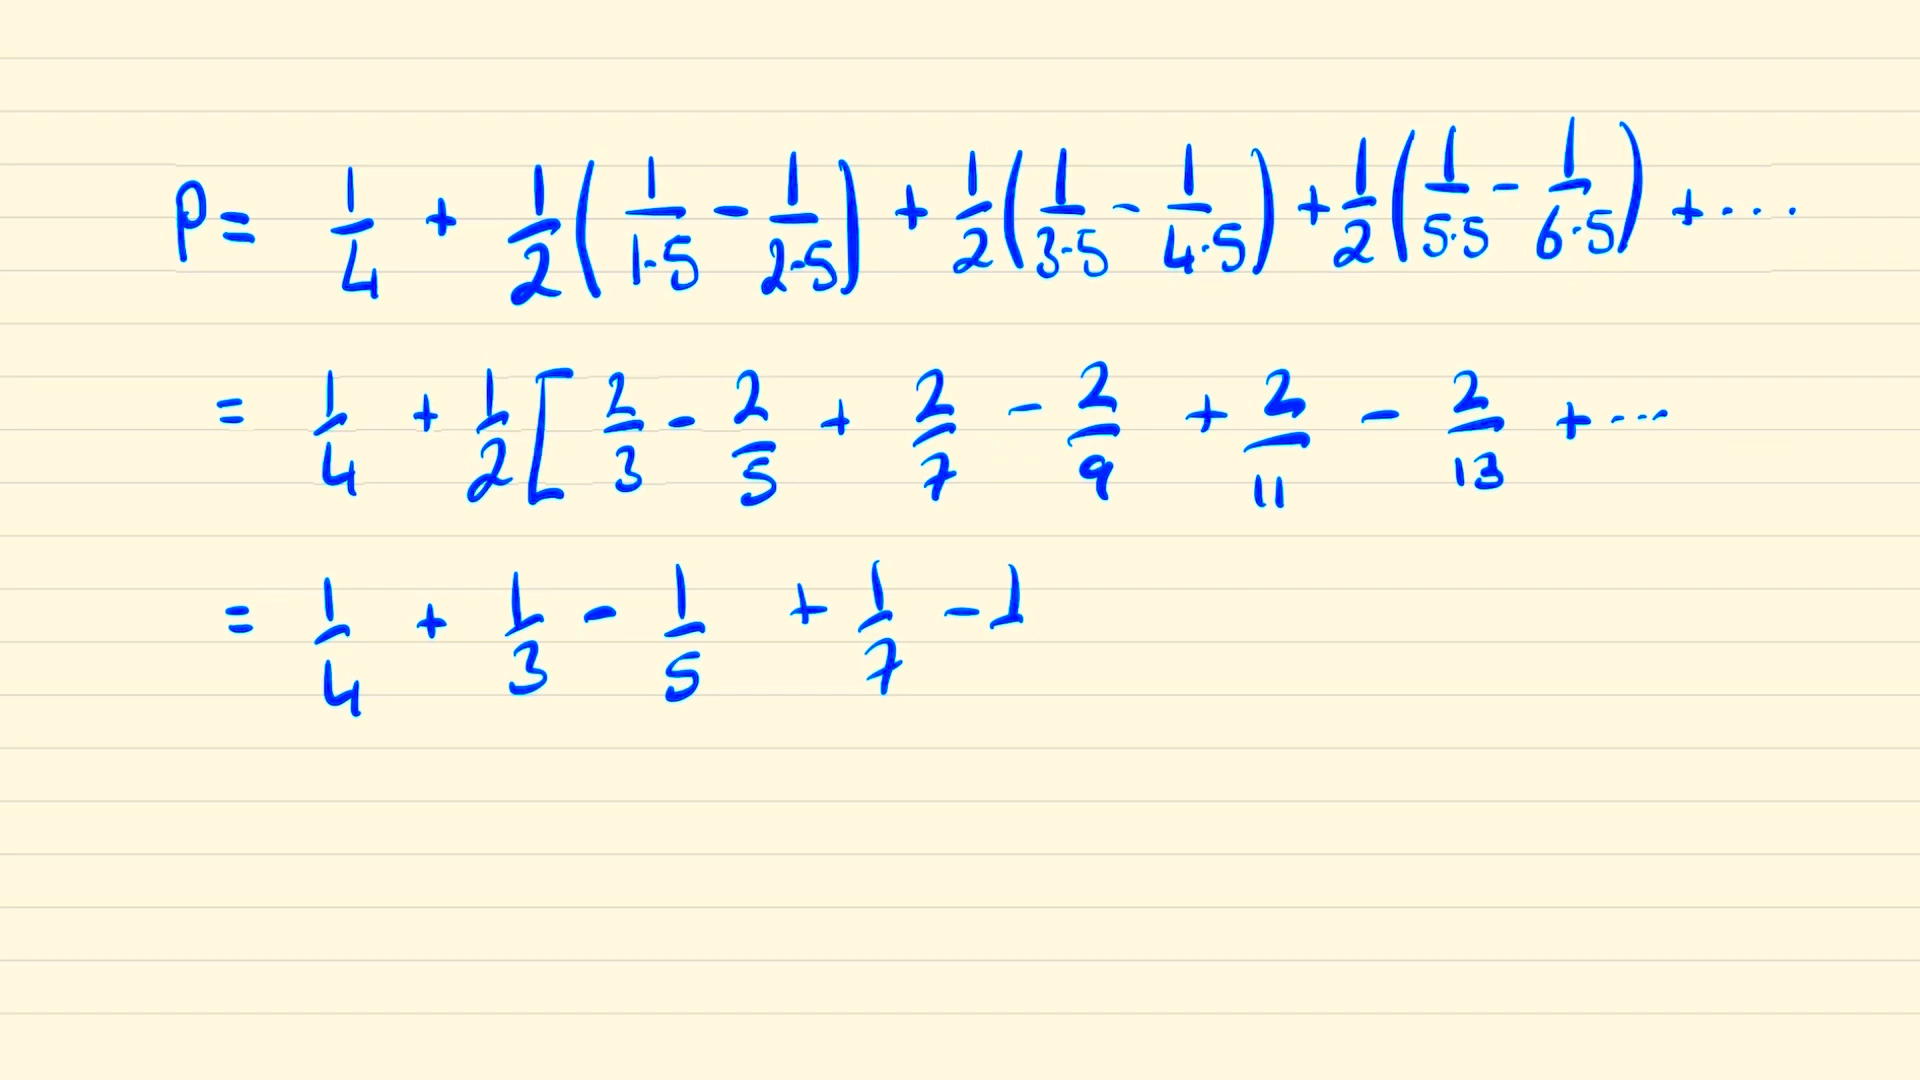 P = 1/4 + 1/2(1/1·5 - 1/2·5) + 1/2(1/3·5 - 1/4·5) + 1/2(1/5·5 - 1/6·5) + ....
= 1/4 + 1/2[2/3 - 2/5 + 2/7 - 2/9 + 2/11 - 2/13 + ...
= 1/4 + 1/3 - 1/5 + 1/7 - 1